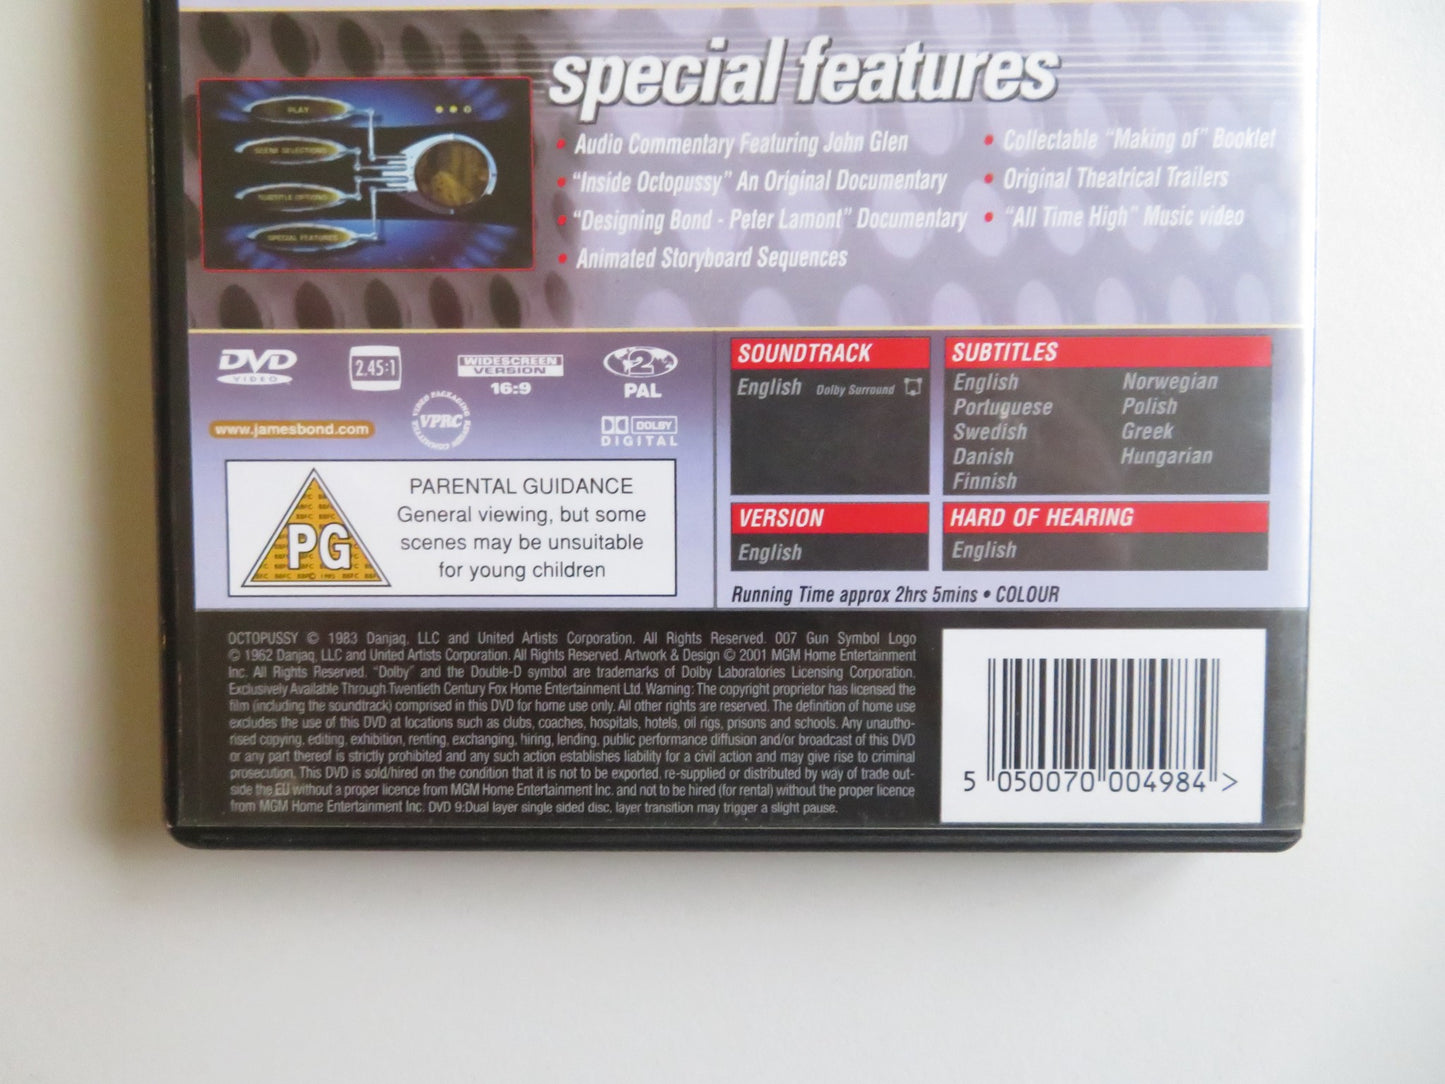 special features
• Audio Commentary Featuring John Glen
• "Inside Octopussy" An Original Documentary
• "Designing Bond - Peter Lamont" Documentary
• Animated Storyboard Sequences
• Collectable "Making of" Booklet
• Original Theatrical Trailers
• "All Time High" Music video
PLAY
SCENE SELECTIONS
SUBTITLE OPTIONS
SPECIAL FEATURES
DVD
VIDEO
2.45:1
WIDESCREEN
VERSION
16:9
2
PAL
www.jamesbond.com
VPRC
DOLBY
DIGITAL
PG
PARENTAL GUIDANCE
General viewing, but some
scenes may be unsuitable
for young children
SOUNDTRACK
English Dolby Surround
SUBTITLES
English Norwegian
Portuguese Polish
Swedish Greek
Danish Hungarian
Finnish
VERSION
English
HARD OF HEARING
English
Running Time approx 2hrs 5mins • COLOUR
OCTOPUSSY © 1983 Danjaq, LLC and United Artists Corporation. All Rights Reserved. 007 Gun Symbol Logo
© 1962 Danjaq, LLC and United Artists Corporation. All Rights Reserved. Artwork & Design © 2001 MGM Home Entertainment
Inc. All Rights Reserved. "Dolby" and the Double-D symbol are trademarks of Dolby Laboratories Licensing Corporation.
Exclusively Available Through Twentieth Century Fox Home Entertainment Ltd. Warning: The copyright proprietor has licensed the
film (including the soundtrack) comprised in this DVD for home use only. All other rights are reserved. The definition of home use
excludes the use of this DVD at locations such as clubs, coaches, hospitals, hotels, oil rigs, prisons and schools. Any unautho-
rised copying, editing, exhibition, renting, exchanging, hiring, lending, public performance diffusion and/or broadcast of this DVD
or any part thereof is strictly prohibited and any such action establishes liability for a civil action and may give rise to criminal
prosecution. This DVD is sold/hired on the condition that it is not to be exported, re-supplied or distributed by way of trade out-
side the EU without a proper licence from MGM Home Entertainment Inc. and not to be hired (for rental) without the proper licence
from MGM Home Entertainment Inc. DVD 9:Dual layer single sided disc, layer transition may trigger a slight pause.
5 050070 004984 >